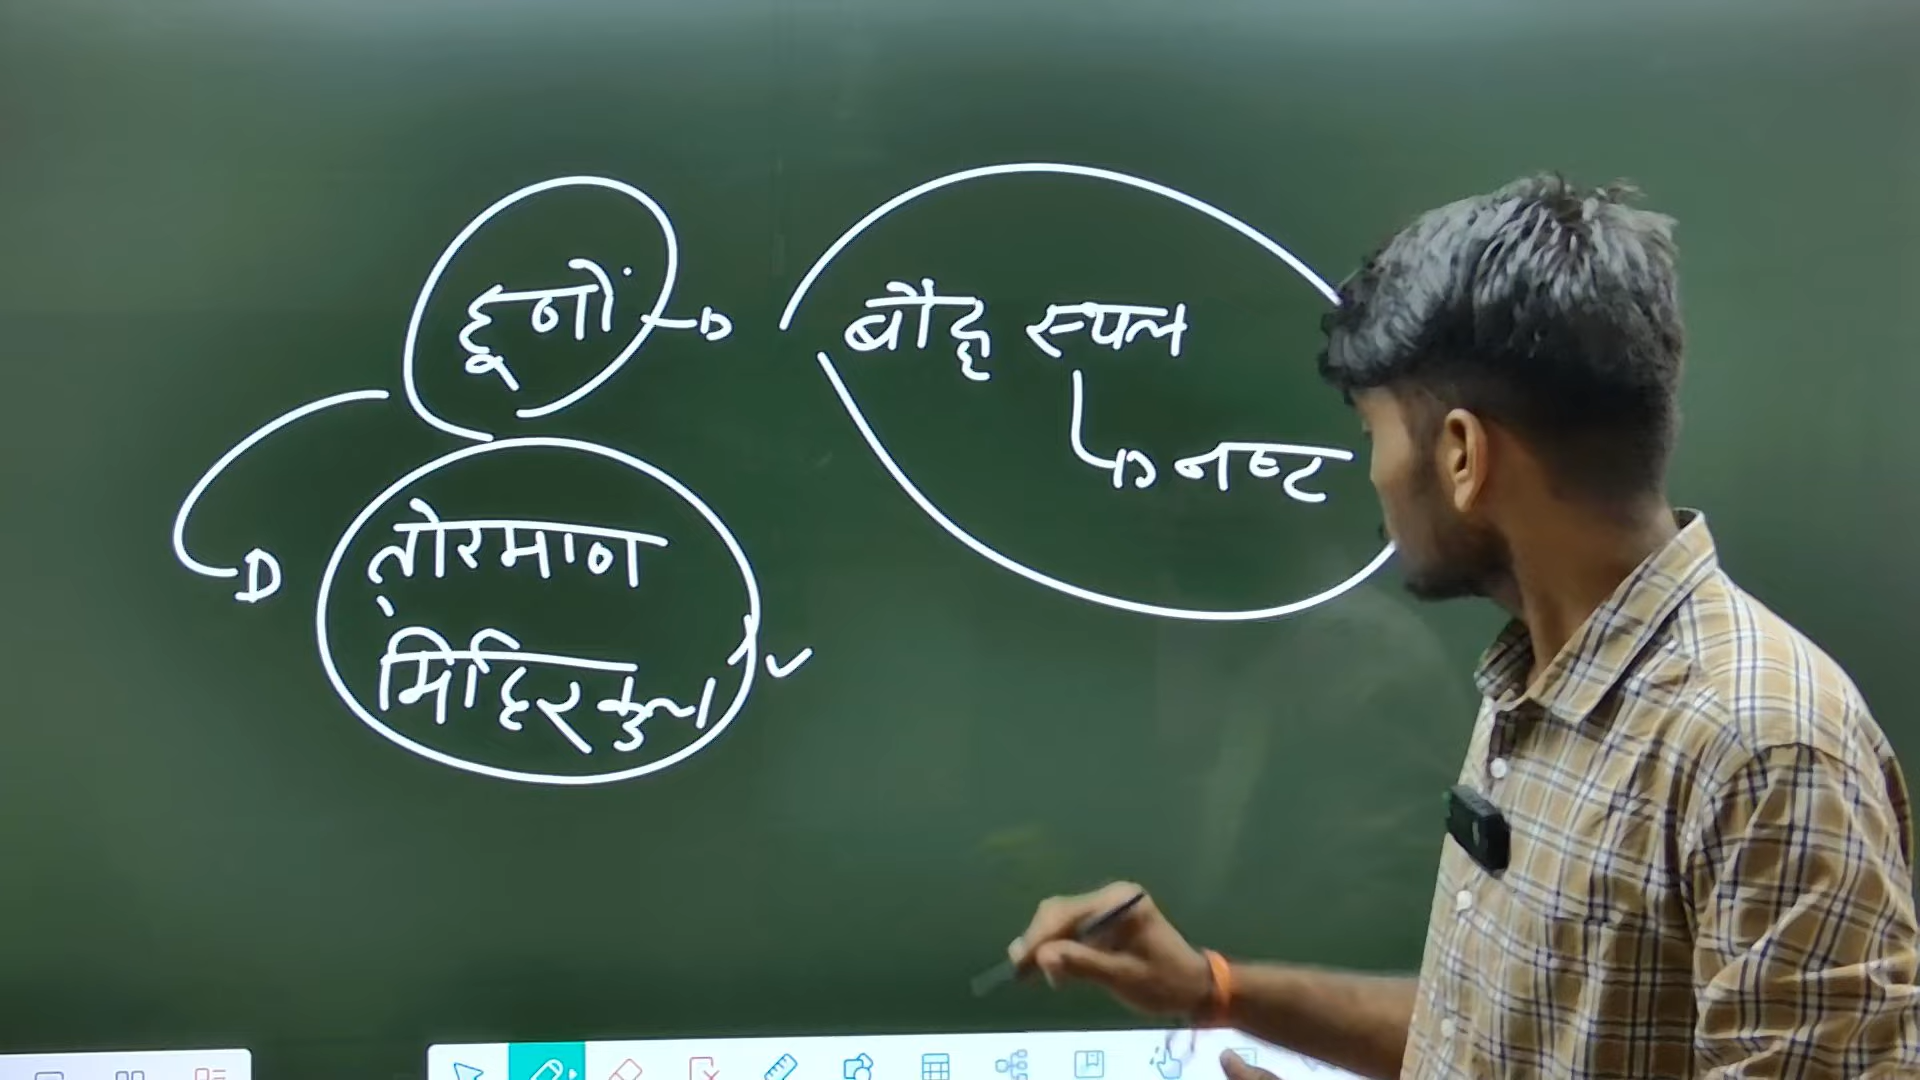 हूनों
बौद्ध स्थल
नष्ट
तोरमाण
मिहिरकुल